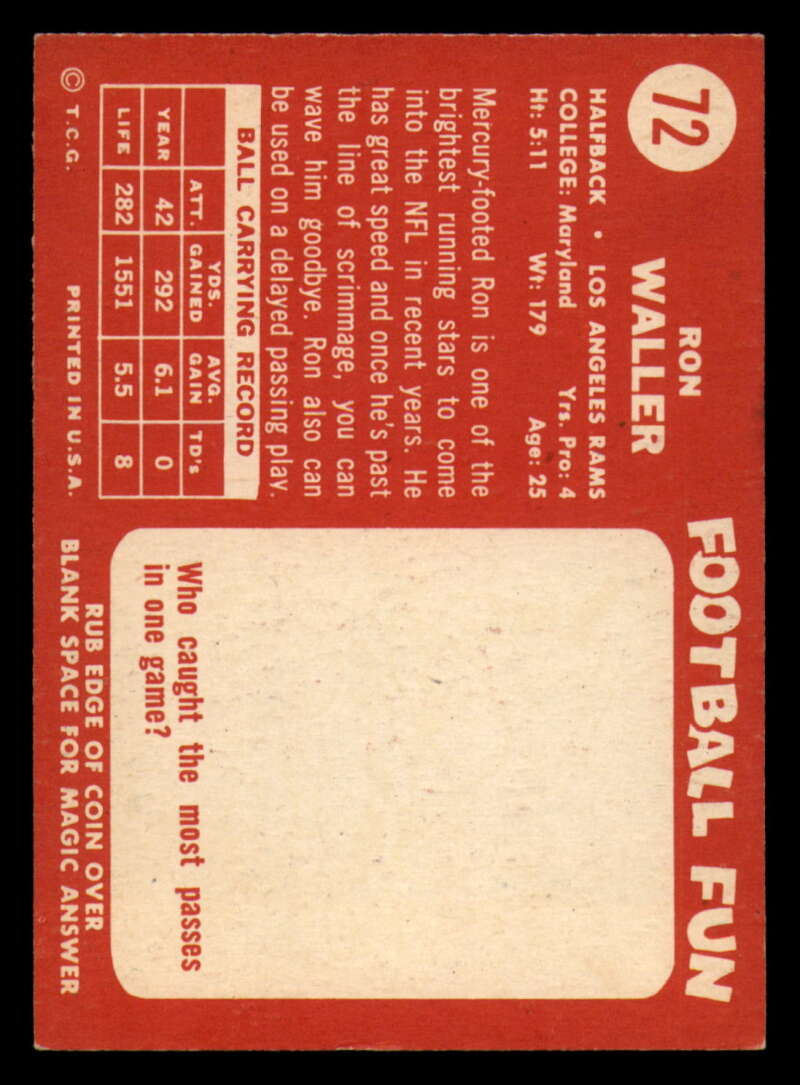 72
RON
WALLER
HALFBACK • LOS ANGELES RAMS
COLLEGE: Maryland Yrs. Pro: 4
Ht: 5:11 Wt: 179 Age: 25
Mercury-footed Ron is one of the
brightest running stars to come
into the NFL in recent years. He
has great speed and once he's past
the line of scrimmage, you can
wave him goodbye. Ron also can
be used on a delayed passing play.
BALL CARRYING RECORD
ATT. YDS. GAINED AVG. GAIN TD's
YEAR 42 292 6.1 0
LIFE 282 1551 5.5 8
© T.C.G. PRINTED IN U.S.A.
FOOTBALL FUN
Who caught the most passes
in one game?
RUB EDGE OF COIN OVER
BLANK SPACE FOR MAGIC ANSWER